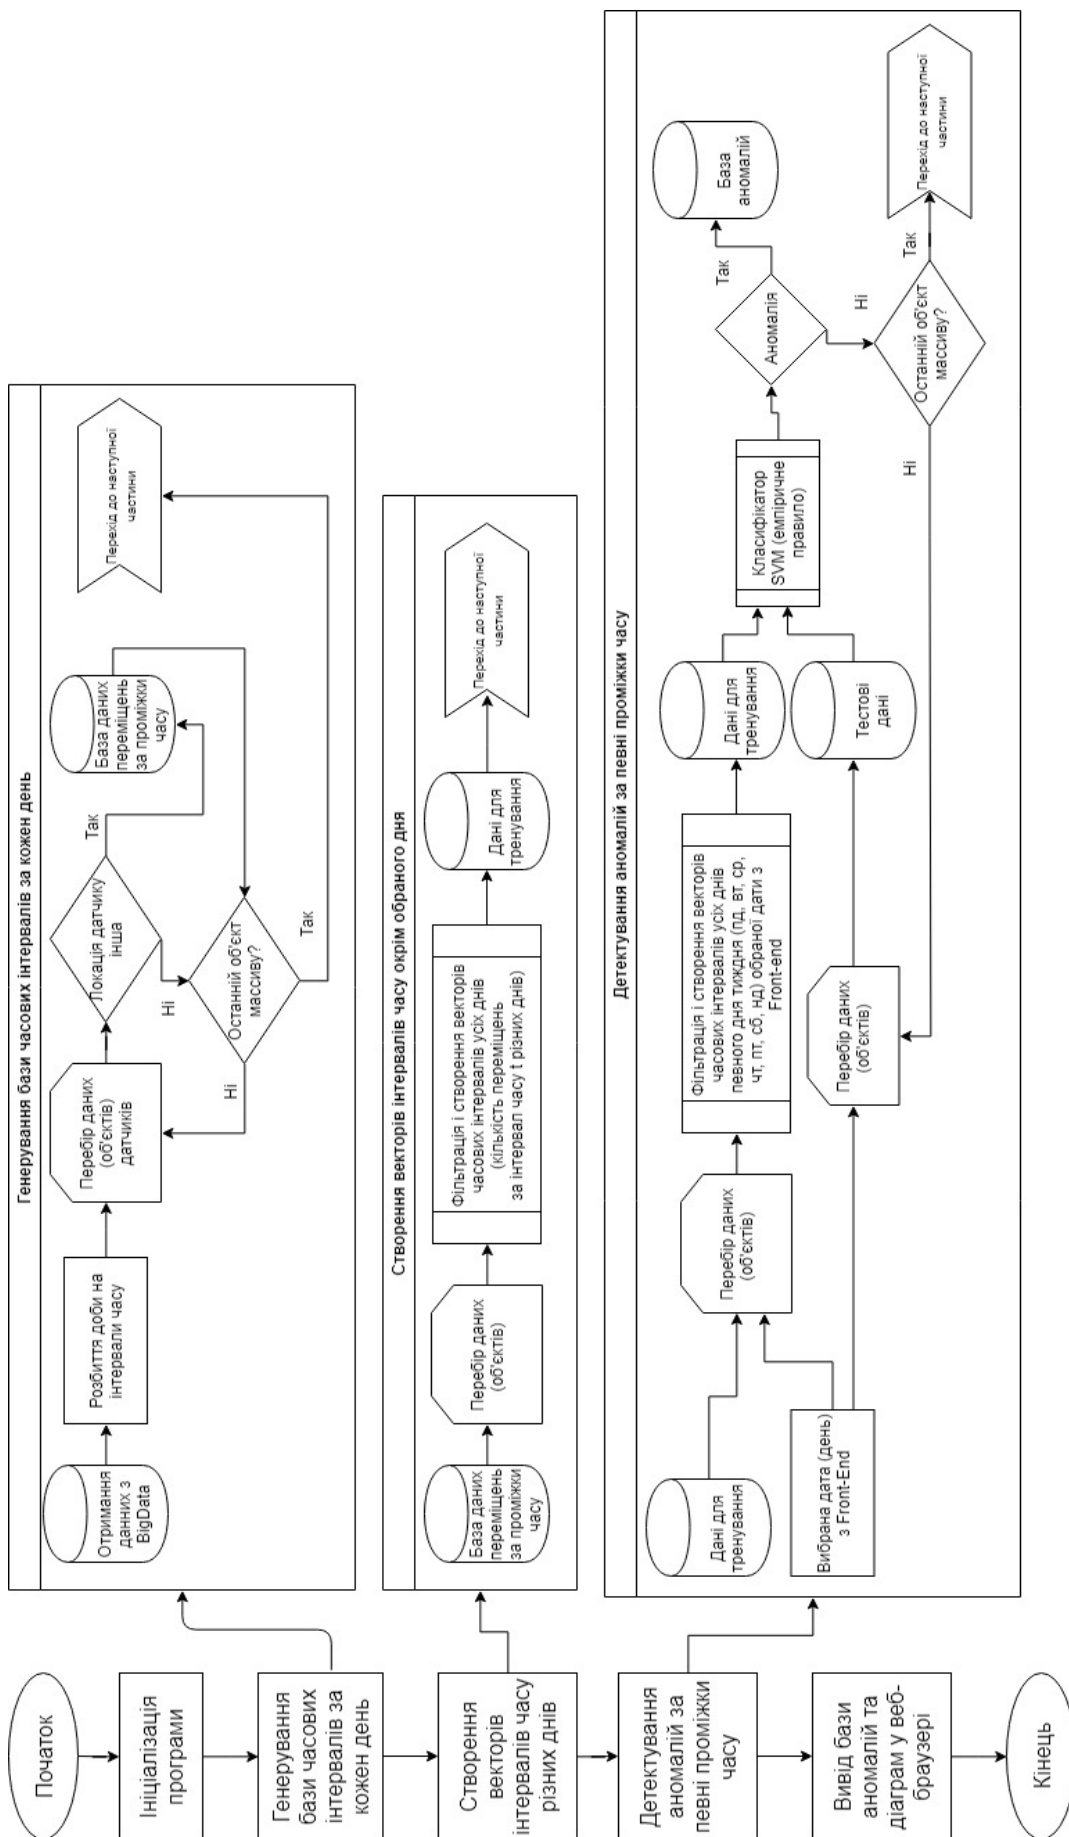 Початок
Ініціалізація
програми
Генерування
бази часових
інтервалів за
кожен день
Створення
векторів
інтервалів часу
різних днів
Детектування
аномалій за
певні проміжки
часу
Вивід бази
аномалій та
діаграм у веб-
браузері
Кінець
Генерування бази часових інтервалів за кожен день
Отримання
данних з
BigData
Розбиття доби на
інтервали часу
Перебір даних
(об'єктів)
датчиків
Локація датчику
інша
Так
Ні
База даних
переміщень
за проміжки
часу
Останній об'єкт
массиву?
Ні
Так
Перехід до наступної
частини
Створення векторів інтервалів часу окрім обраного дня
База даних
переміщень
за проміжки
часу
Перебір даних
(об'єктів)
Фільтрація і створення векторів
часових інтервалів усіх днів
(кількість переміщень
за інтервал часу t різних днів)
Дані для
тренування
Перехід до наступної
частини
Детектування аномалій за певні проміжки часу
Дані для
тренування
Вибрана дата (день)
з Front-End
Перебір даних
(об'єктів)
Фільтрація і створення векторів
часових інтервалів усіх днів
певного дня тиждня (пд, вт, ср,
чт, пт, сб, нд) обраної дати з
Front-end
Перебір даних
(об'єктів)
Дані для
тренування
Тестові
дані
Класифікатор
SVM (емпіричне
правило)
Аномалія
Так
Ні
База
аномалій
Останній об'єкт
массиву?
Ні
Так
Перехід до наступної
частини